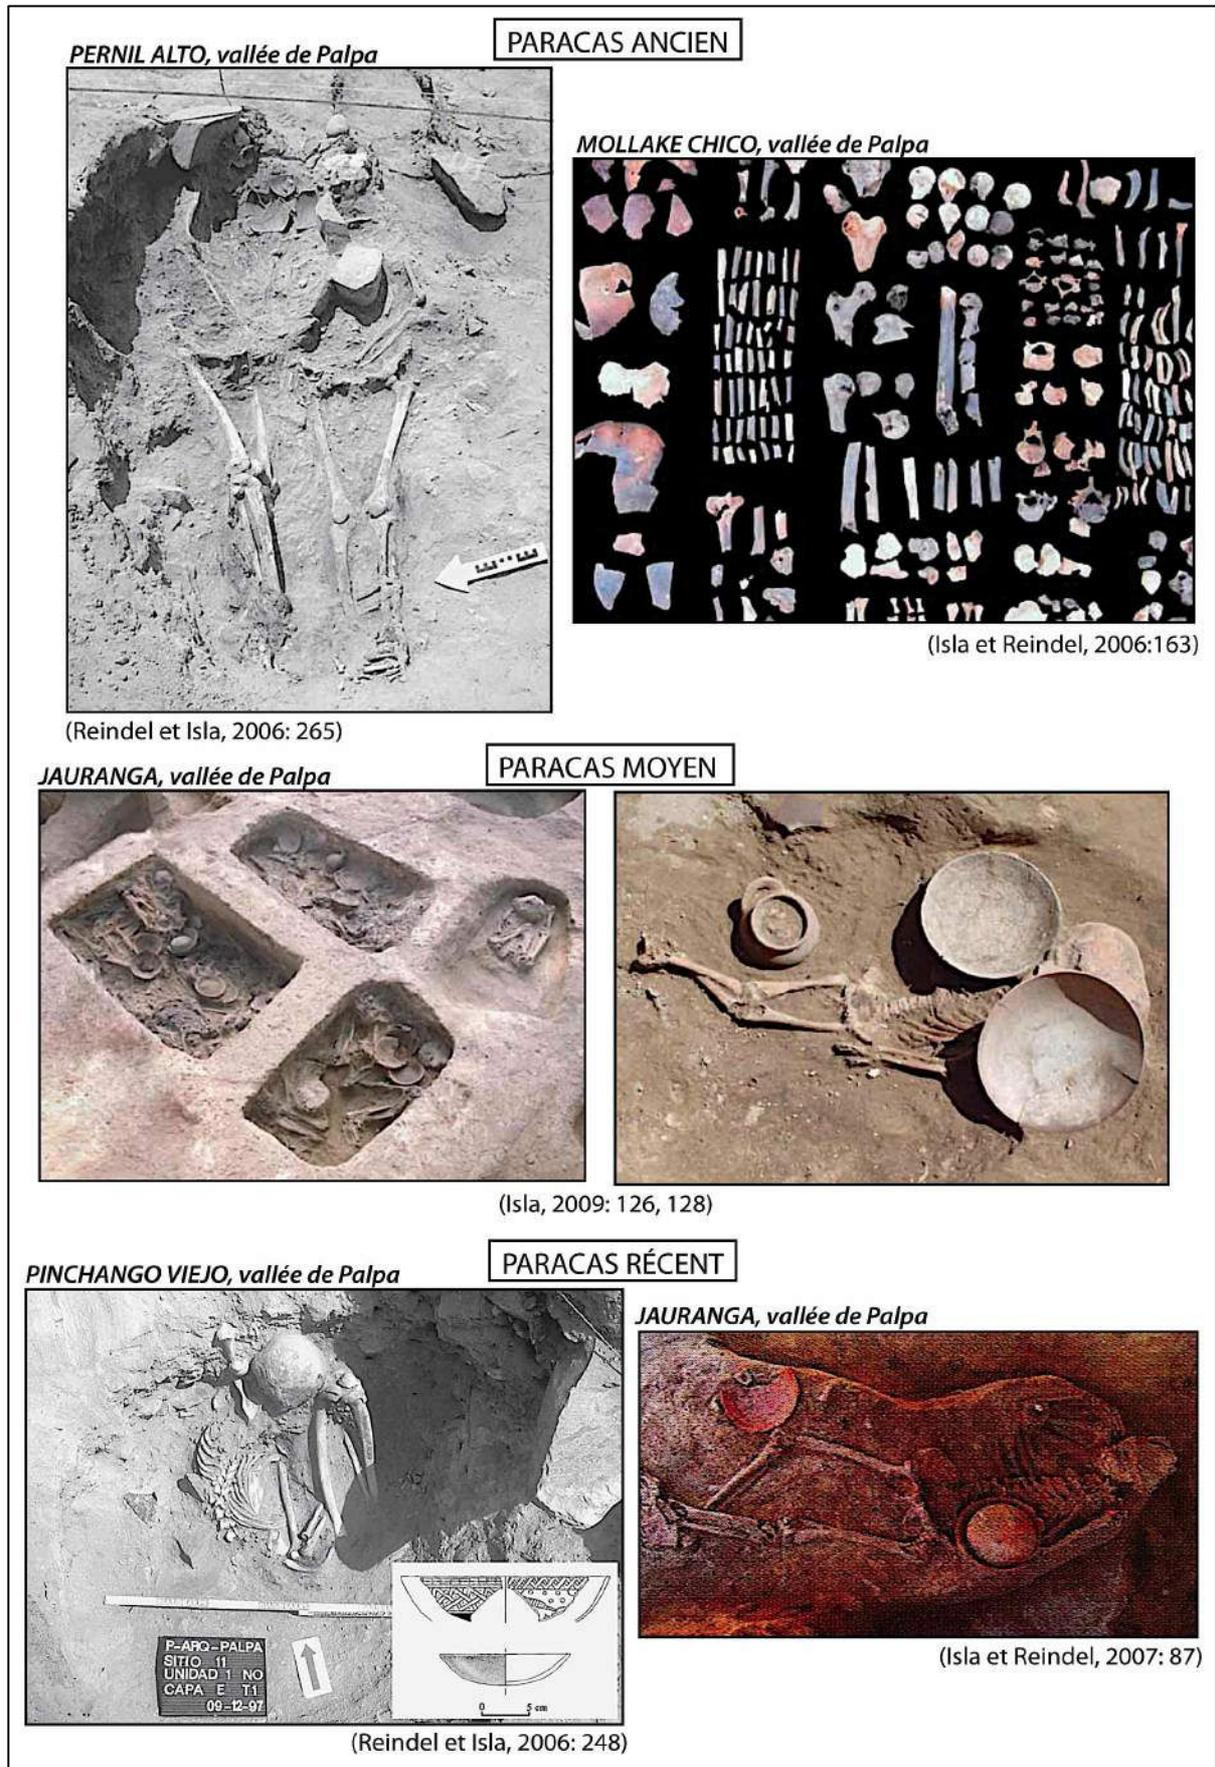 PARACAS ANCIEN
PERNIL ALTO, vallée de Palpa
MOLLAKE CHICO, vallée de Palpa
(Isla et Reindel, 2006:163)
(Reindel et Isla, 2006: 265)
PARACAS MOYEN
JAURANGA, vallée de Palpa
(Isla, 2009: 126, 128)
PARACAS RÉCENT
PINCHANGO VIEJO, vallée de Palpa
JAURANGA, vallée de Palpa
P-ARQ-PALPA
SITIO 11
UNIDAD 1 NO
CAPA E T1
09-12-97
0 5 cm
(Isla et Reindel, 2007: 87)
(Reindel et Isla, 2006: 248)